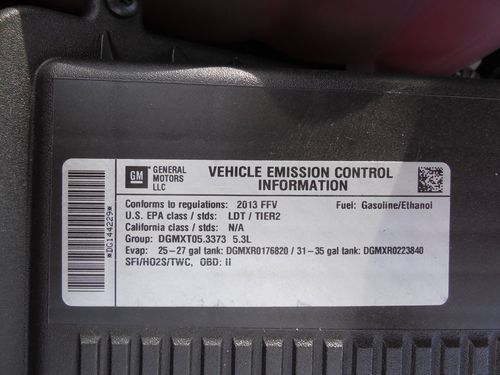 GM GENERAL MOTORS LLC
VEHICLE EMISSION CONTROL INFORMATION
Conforms to regulations: 2013 FFV Fuel: Gasoline/Ethanol
U.S. EPA class / stds: LDT / TIER2
California class / stds: N/A
Group: DGMXT05.3373 5.3L
Evap: 25-27 gal tank: DGMXR0176820 / 31-35 gal tank: DGMXR0223840
SFI/HO2S/TWC, OBD: ii
*DG144229*